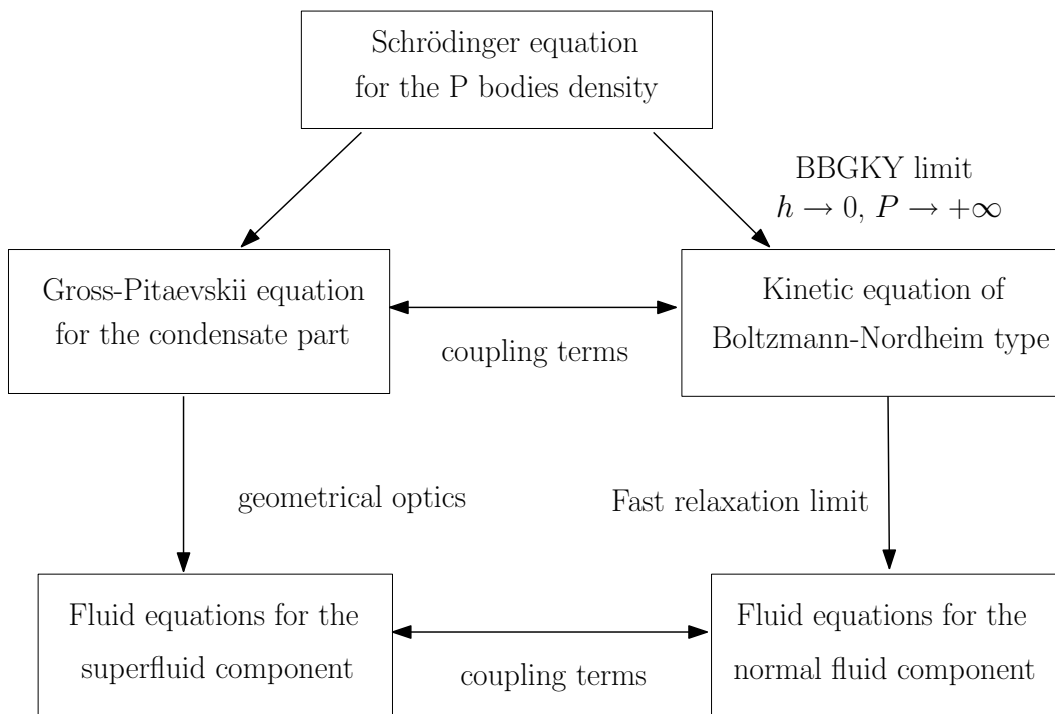 Schrödinger equation
for the P bodies density
BBGKY limit
h → 0, P → +∞
Gross-Pitaevskii equation
for the condensate part
Kinetic equation of
Boltzmann-Nordheim type
coupling terms
geometrical optics
Fast relaxation limit
Fluid equations for the
superfluid component
Fluid equations for the
normal fluid component
coupling terms